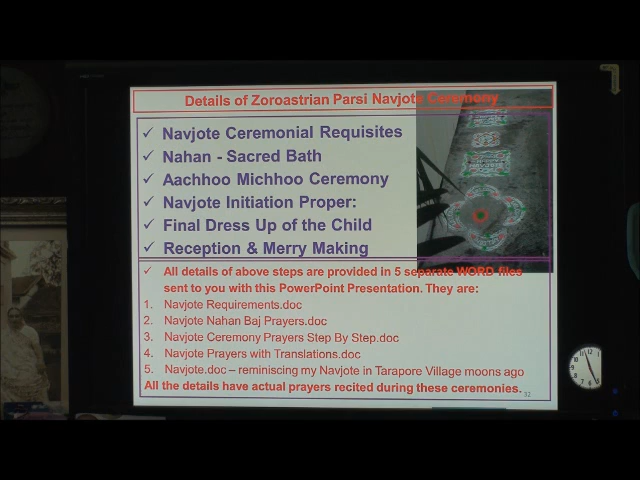 Details of Zoroastrian Parsi Navjote Ceremony
✓ Navjote Ceremonial Requisites
✓ Nahan - Sacred Bath
✓ Aachhoo Michhoo Ceremony
✓ Navjote Initiation Proper:
✓ Final Dress Up of the Child
✓ Reception & Merry Making
✓ All details of above steps are provided in 5 separate WORD files
sent to you with this PowerPoint Presentation. They are:
1. Navjote Requirements.doc
2. Navjote Nahan Baj Prayers.doc
3. Navjote Ceremony Prayers Step By Step.doc
4. Navjote Prayers with Translations.doc
5. Navjote.doc – reminiscing my Navjote in Tarapore Village moons ago
All the details have actual prayers recited during these ceremonies.
32